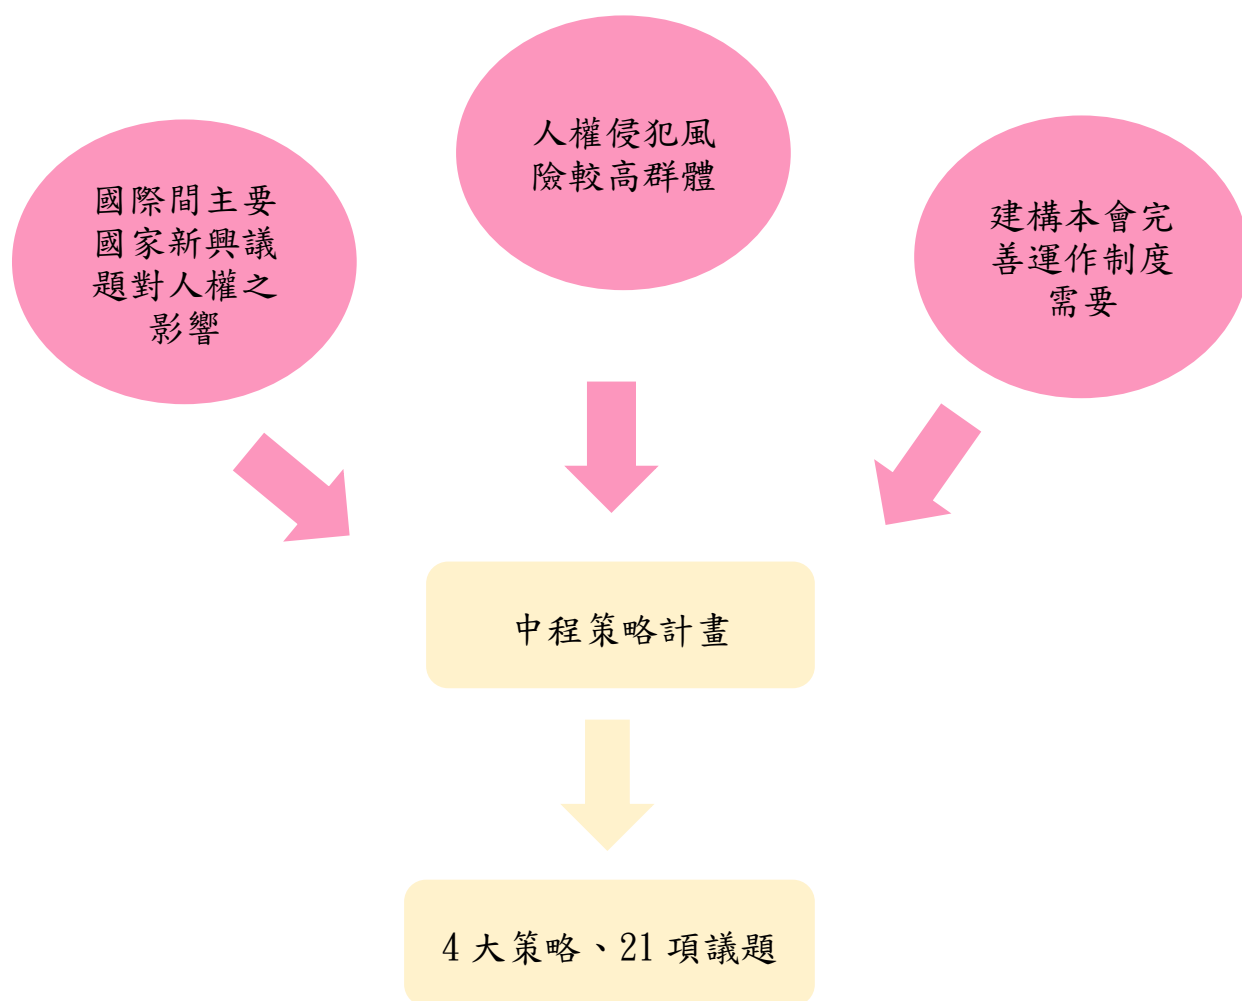 國際間主要
國家新興議
題對人權之
影響
人權侵犯風
險較高群體
建構本會完
善運作制度
需要
中程策略計畫
4 大策略、21 項議題